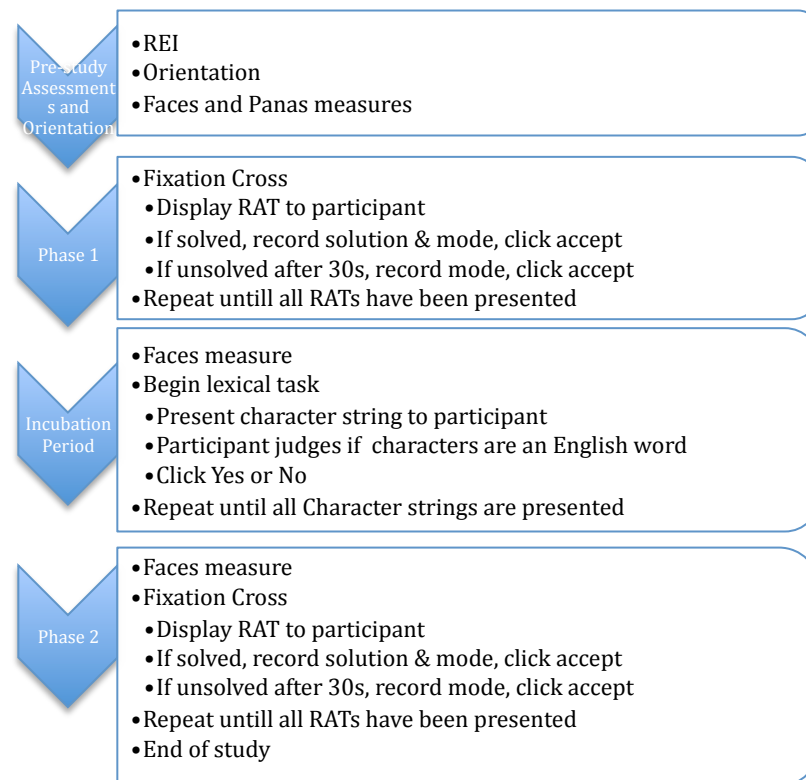 Pre-study
Assessment
s and
Orientation
•REI
•Orientation
•Faces and Panas measures
Phase 1
•Fixation Cross
•Display RAT to participant
•If solved, record solution & mode, click accept
•If unsolved after 30s, record mode, click accept
•Repeat untill all RATs have been presented
Incubation
Period
•Faces measure
•Begin lexical task
•Present character string to participant
•Participant judges if characters are an English word
•Click Yes or No
•Repeat until all Character strings are presented
Phase 2
•Faces measure
•Fixation Cross
•Display RAT to participant
•If solved, record solution & mode, click accept
•If unsolved after 30s, record mode, click accept
•Repeat untill all RATs have been presented
•End of study